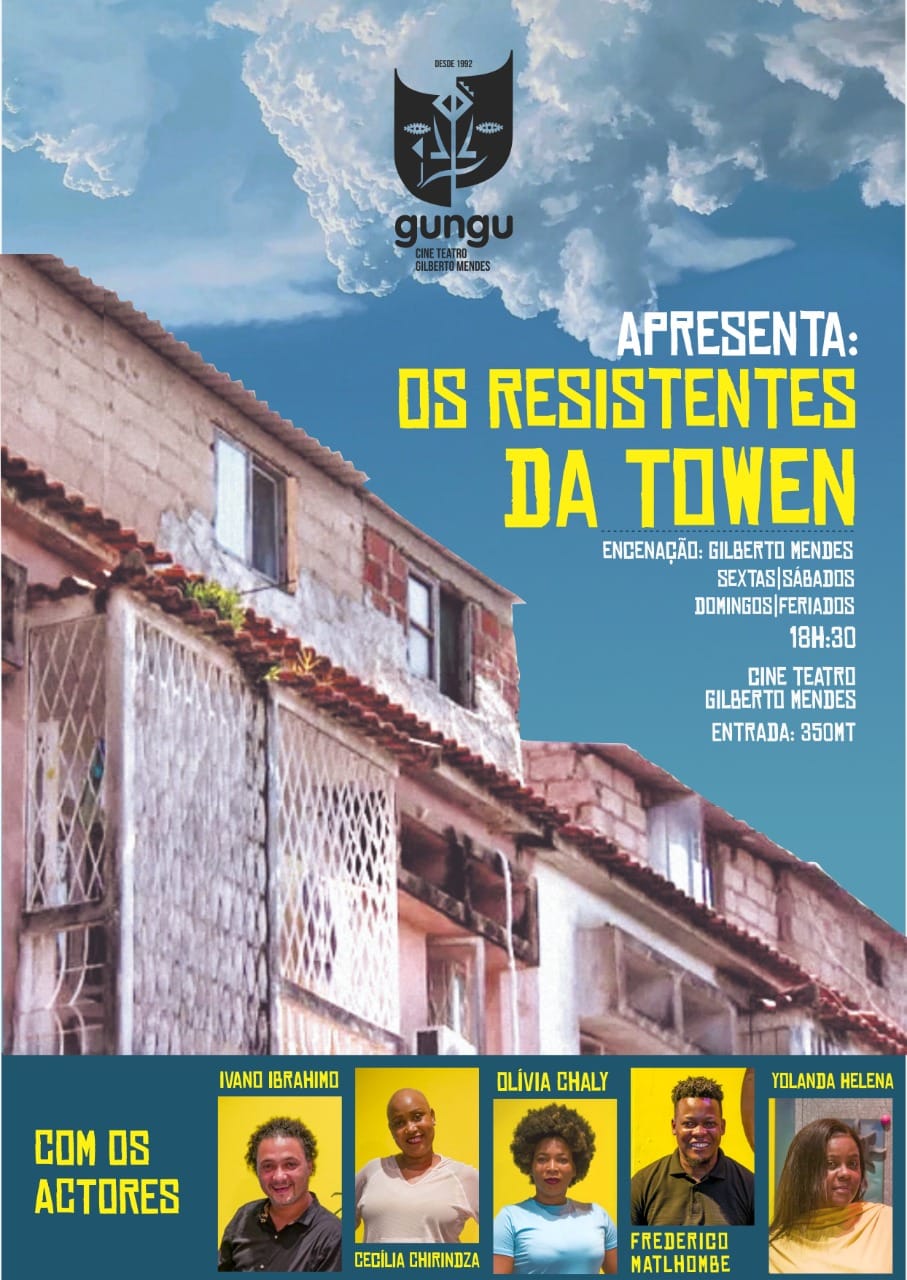 DESDE 1992
gungu
CINE TEATRO
GILBERTO MENDES
APRESENTA:
OS RESISTENTES
DA TOWEN
ENCENAÇÃO: GILBERTO MENDES
SEXTAS|SÁBADOS
DOMINGOS|FERIADOS
18H:30
CINE TEATRO
GILBERTO MENDES
ENTRADA: 350MT
COM OS
ACTORES
IVANO IBRAHIMO
CECÍLIA CHIRINDZA
OLÍVIA CHALY
FREDERICO
MATLHOMBE
YOLANDA HELENA